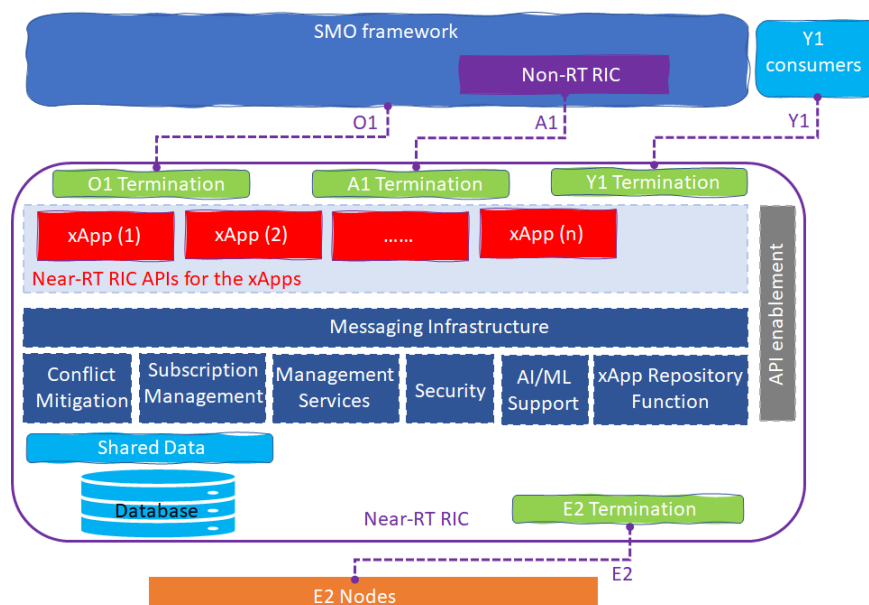 SMO framework
Non-RT RIC
Y1
consumers
O1
A1
Y1
O1 Termination
A1 Termination
Y1 Termination
xApp (1)
xApp (2)
……
xApp (n)
Near-RT RIC APIs for the xApps
API enablement
Messaging Infrastructure
Conflict
Mitigation
Subscription
Management
Management
Services
Security
AI/ML
Support
xApp Repository
Function
Shared Data
Database
Near-RT RIC
E2 Termination
E2
E2 Nodes